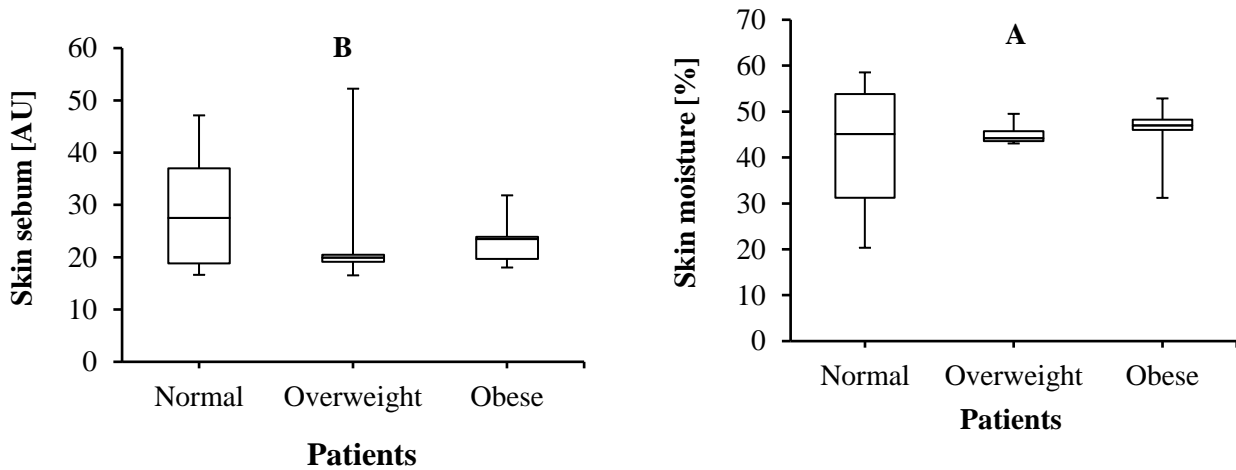 B
Skin sebum [AU]
60
50
40
30
20
10
0
Normal Overweight Obese
Patients
A
Skin moisture [%]
70
60
50
40
30
20
10
0
Normal Overweight Obese
Patients